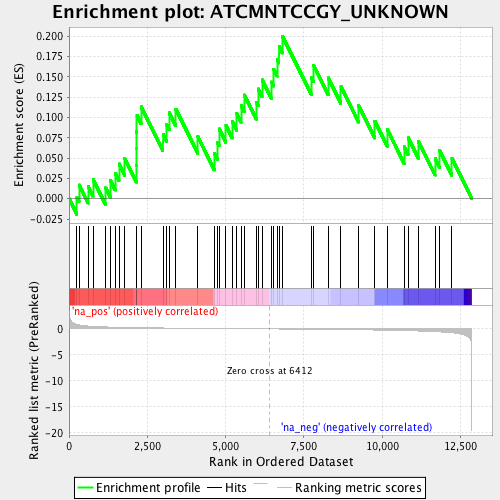 Enrichment plot: ATCMNTCCGY_UNKNOWN
Enrichment score (ES)
0.200
0.175
0.150
0.125
0.100
0.075
0.050
0.025
0.000
-0.025
'na_pos' (positively correlated)
Ranked list metric (PreRanked)
0
-5
-10
-15
-20
Zero cross at 6412
'na_neg' (negatively correlated)
0 2,500 5,000 7,500 10,000 12,500
Rank in Ordered Dataset
Enrichment profile Hits Ranking metric scores